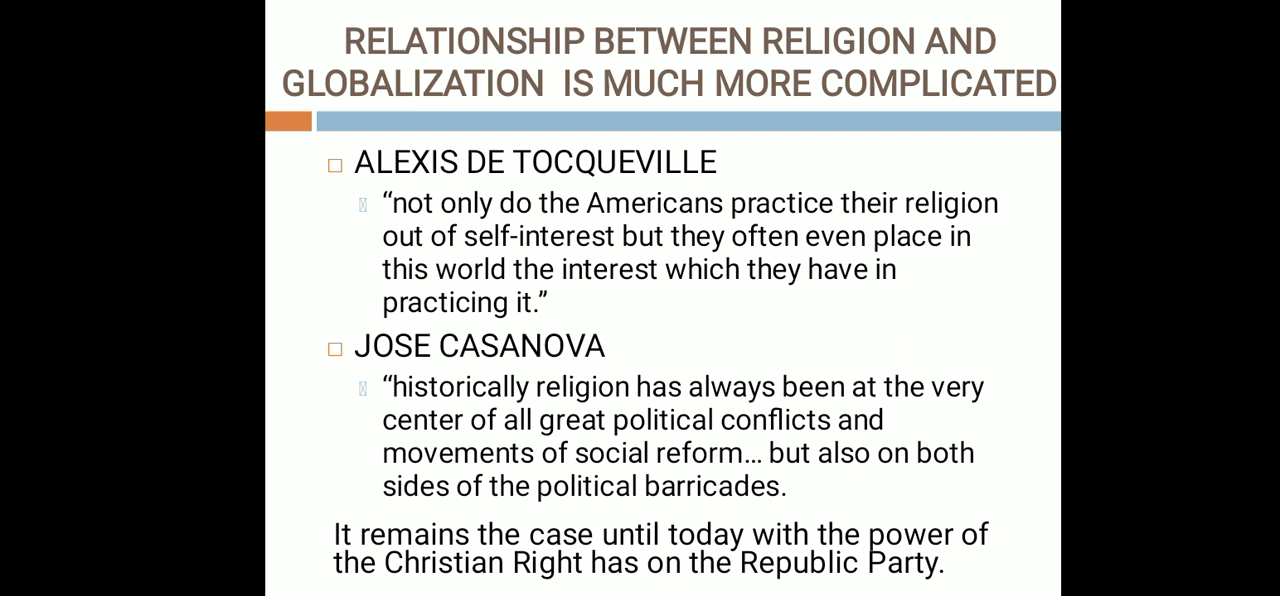 RELATIONSHIP BETWEEN RELIGION AND
GLOBALIZATION IS MUCH MORE COMPLICATED
ALEXIS DE TOCQUEVILLE
“not only do the Americans practice their religion
out of self-interest but they often even place in
this world the interest which they have in
practicing it.”
JOSE CASANOVA
“historically religion has always been at the very
center of all great political conflicts and
movements of social reform… but also on both
sides of the political barricades.
It remains the case until today with the power of
the Christian Right has on the Republic Party.